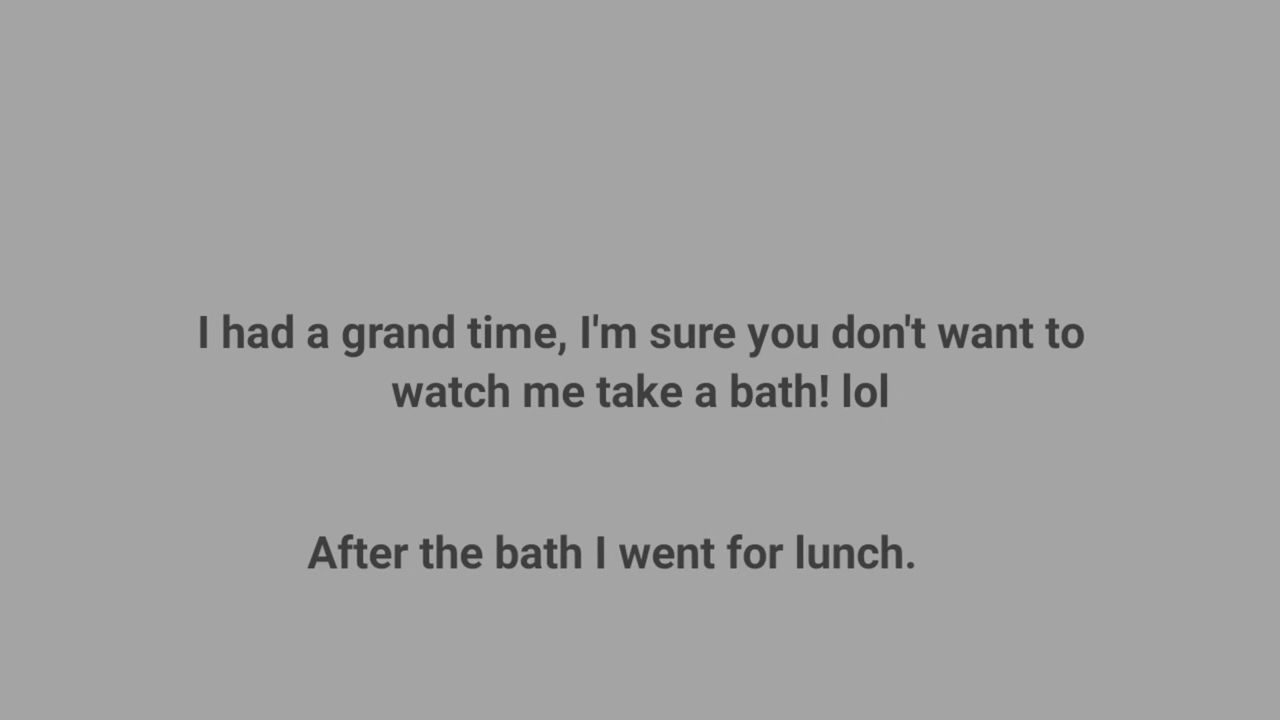 I had a grand time, I'm sure you don't want to
watch me take a bath! lol
After the bath I went for lunch.